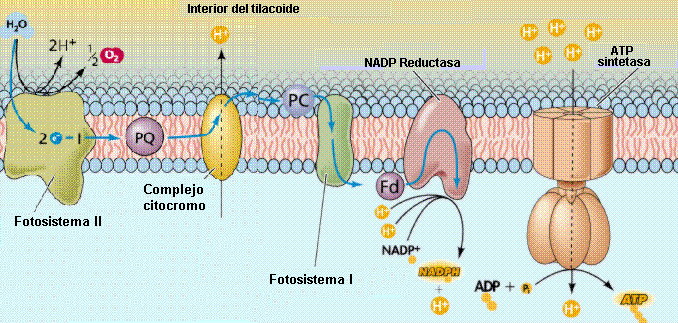 Interior del tilacoide
H₂O
2H⁺
½ O₂
H⁺
NADP Reductasa
H⁺
H⁺
H⁺
H⁺
H⁺
ATP
sintetasa
2 e⁻
PQ
PC
Complejo
citocromo
Fotosistema II
Fd
H⁺
H⁺
NADP⁺
NADPH
+
H⁺
Fotosistema I
ADP + Pᵢ
H⁺
ATP